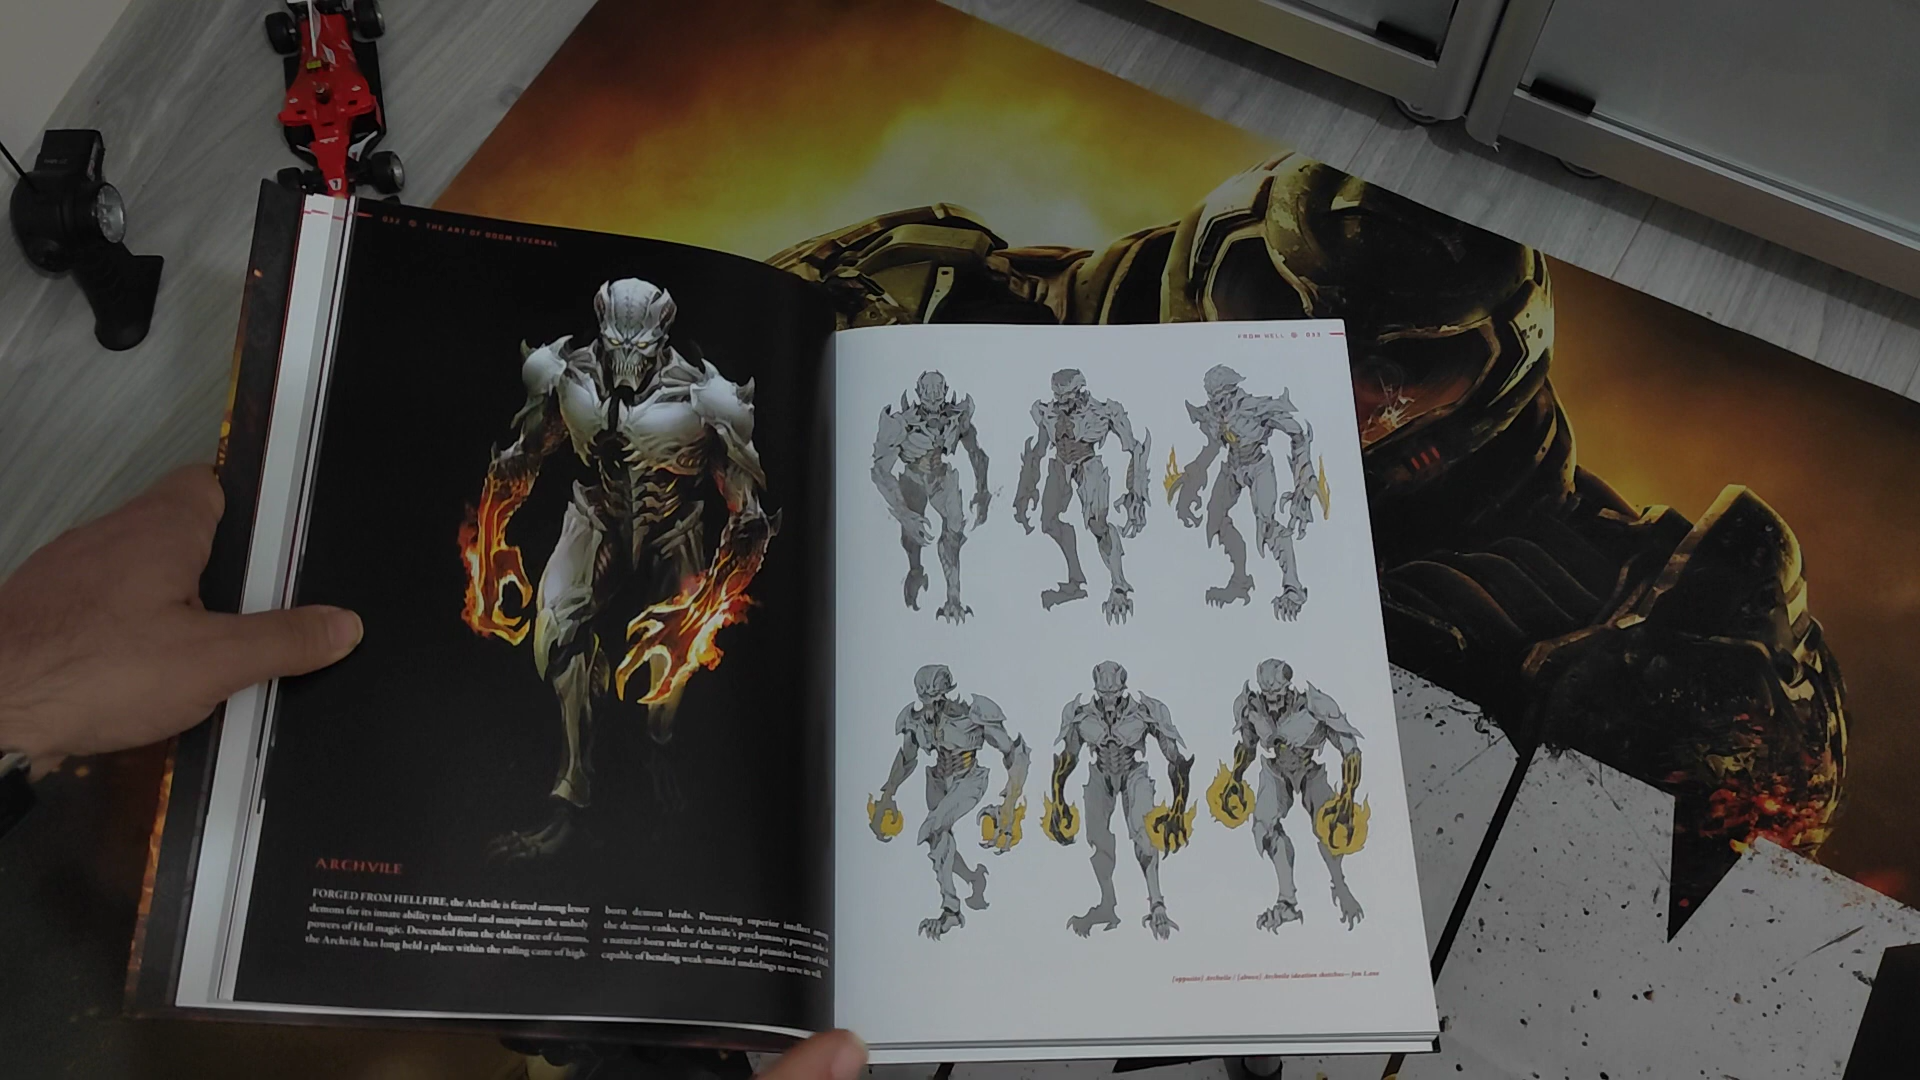 032 THE ART OF DOOM ETERNAL
FROM HELL 033
ARCHVILE
FORGED FROM HELLFIRE, the Archvile is feared among lesser
demons for its innate ability to channel and manipulate the unholy
powers of Hell magic. Descended from the eldest race of demons,
the Archvile has long held a place within the ruling caste of high-
born demon lords. Possessing superior intellect among
the demon ranks, the Archvile's psychomancy powers make it
a natural-born ruler of the savage and primitive beasts of Hell,
capable of bending weak-minded underlings to serve its will.
(opposite) Archvile / (above) Archvile ideation sketches—Jon Lane